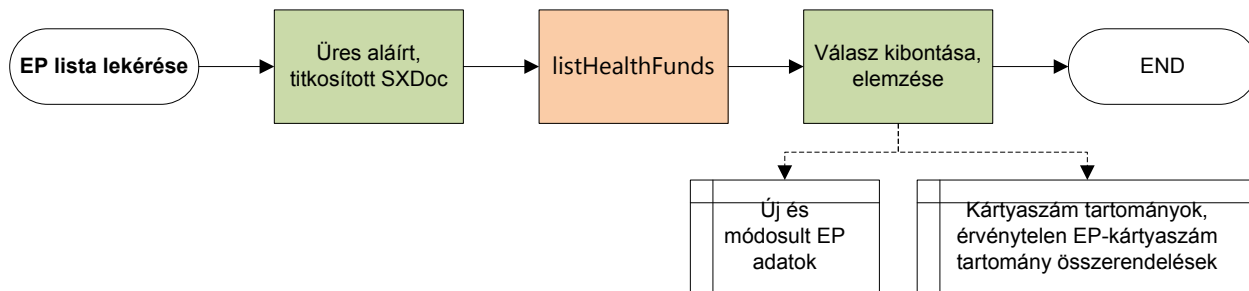 EP lista lekérése
Üres aláírt,
titkosított SXDoc
listHealthFunds
Válasz kibontása,
elemzése
END
Új és
módosult EP
adatok
Kártyaszám tartományok,
érvénytelen EP-kártyaszám
tartomány összerendelések